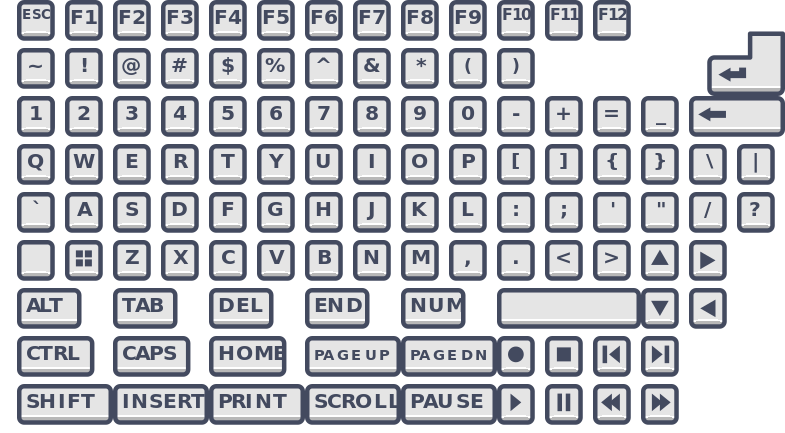 ESC F1 F2 F3 F4 F5 F6 F7 F8 F9 F10 F11 F12
~ ! @ # $ % ^ & * ( )
1 2 3 4 5 6 7 8 9 0 - + = _
Q W E R T Y U I O P [ ] { } \ |
` A S D F G H J K L : ; ' " / ?
Z X C V B N M , . < >
ALT TAB DEL END NUM
CTRL CAPS HOME PAGE UP PAGE DN
SHIFT INSERT PRINT SCROLL PAUSE